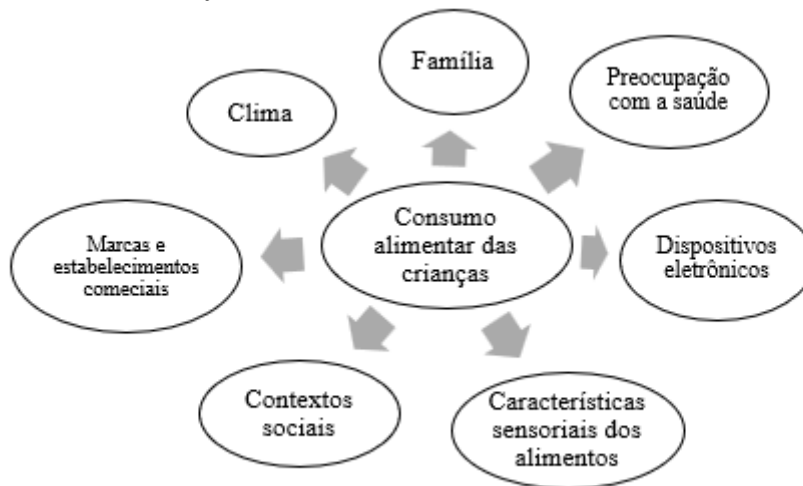 Família
Preocupação
com a saúde
Clima
Consumo
alimentar das
crianças
Marcas e
estabelecimentos
comeciais
Dispositivos
eletrônicos
Contextos
sociais
Características
sensoriais dos
alimentos